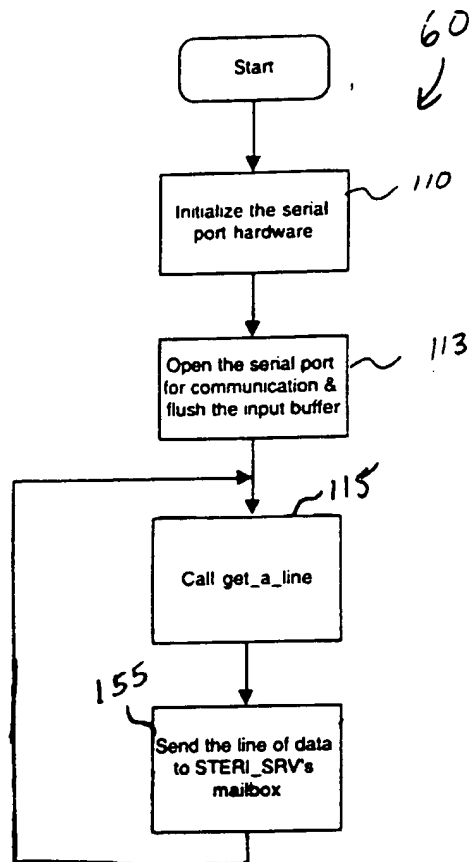 60
Start
110
Initialize the serial
port hardware
113
Open the serial port
for communication &
flush the input buffer
115
Call get_a_line
155
Send the line of data
to STERI_SRV's
mailbox